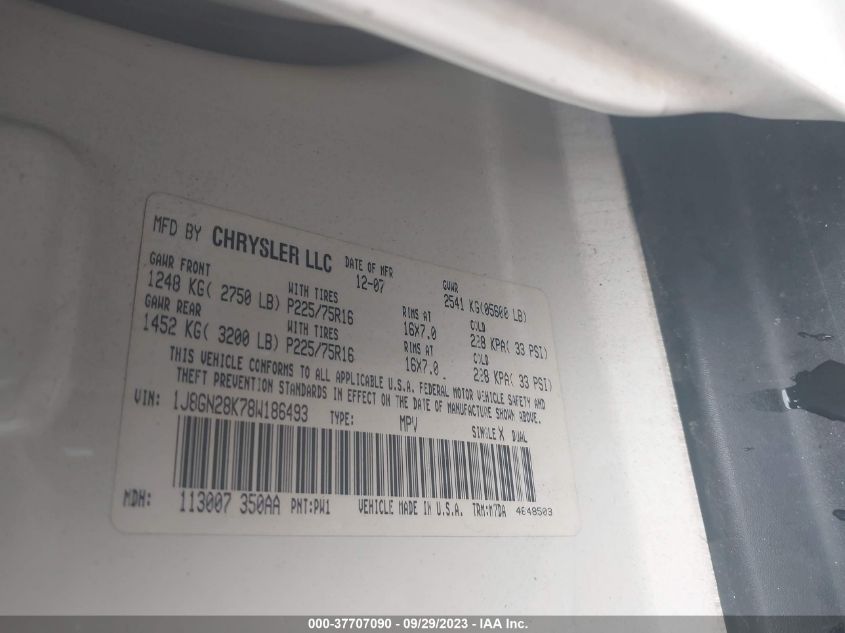 MFD BY CHRYSLER LLC DATE OF MFR 12-07 GVWR 2541 KG(05600 LB)
GAWR FRONT WITH TIRES RIMS AT COLD
1248 KG( 2750 LB) P225/75R16 16X7.0 228 KPA( 33 PSI)
GAWR REAR WITH TIRES RIMS AT COLD
1452 KG( 3200 LB) P225/75R16 16X7.0 228 KPA( 33 PSI)
THIS VEHICLE CONFORMS TO ALL APPLICABLE U.S.A. FEDERAL MOTOR VEHICLE SAFETY AND
THEFT PREVENTION STANDARDS IN EFFECT ON THE DATE OF MANUFACTURE SHOWN ABOVE.
VIN: 1J8GN28K78W186493 TYPE: MPV SINGLE X DUAL
MDH: 113007 350AA PNT:PW1 VEHICLE MADE IN U.S.A. TRM:M7DA 4648503
000-37707090 - 09/29/2023 - IAA Inc.